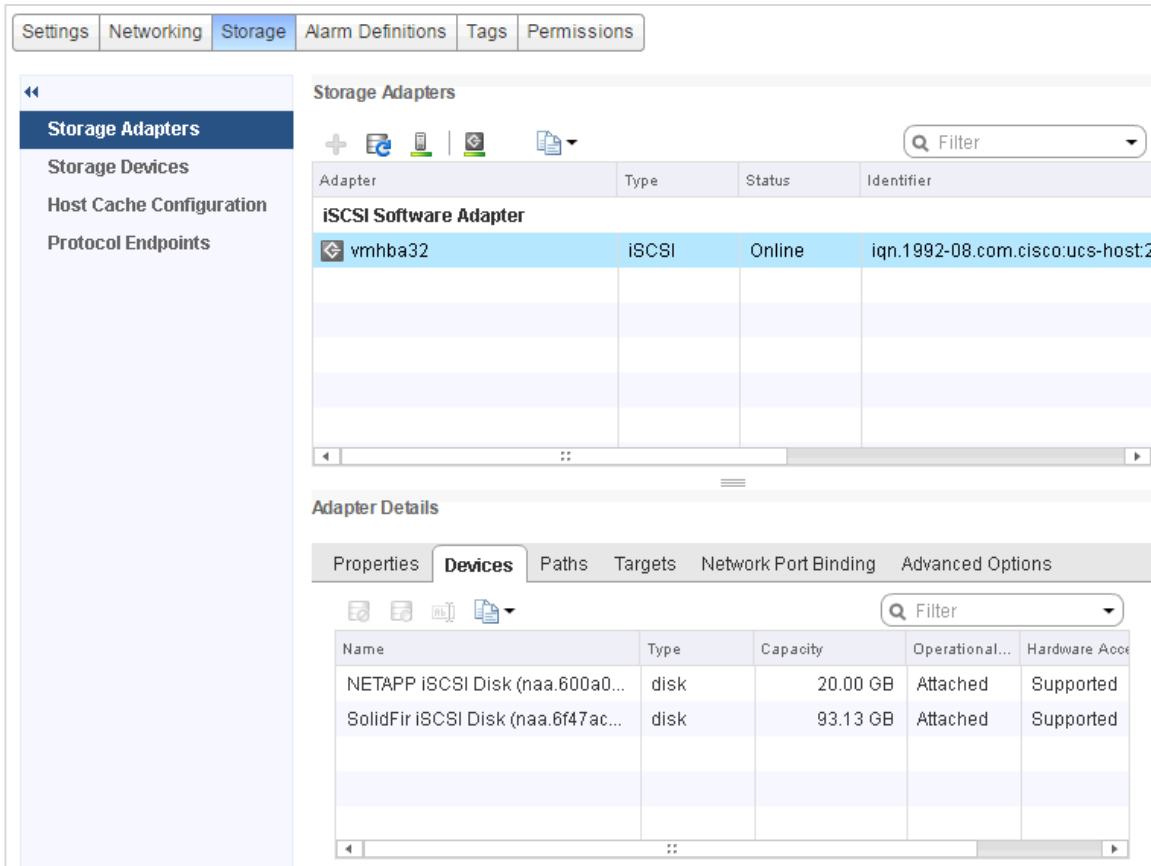 Settings Networking Storage Alarm Definitions Tags Permissions
Storage Adapters
Storage Devices
Host Cache Configuration
Protocol Endpoints
Storage Adapters
Filter
Adapter Type Status Identifier
iSCSI Software Adapter
vmhba32 iSCSI Online iqn.1992-08.com.cisco:ucs-host:2
Adapter Details
Properties Devices Paths Targets Network Port Binding Advanced Options
Filter
Name Type Capacity Operational... Hardware Acce
NETAPP iSCSI Disk (naa.600a0... disk 20.00 GB Attached Supported
SolidFir iSCSI Disk (naa.6f47ac... disk 93.13 GB Attached Supported